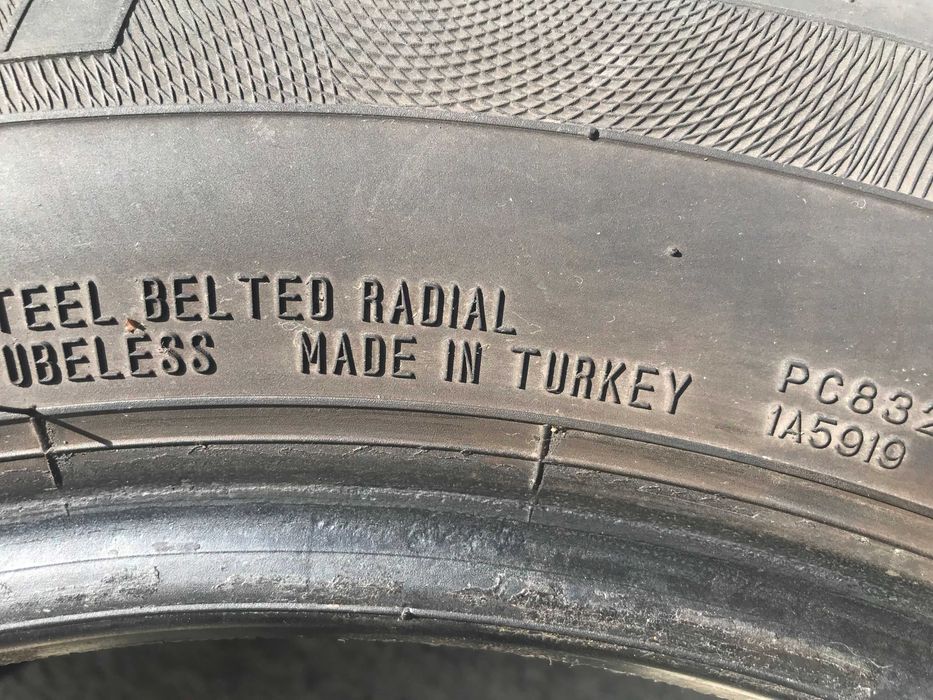 TEEL BELTED RADIAL
UBELESS MADE IN TURKEY
PC832
1A5919